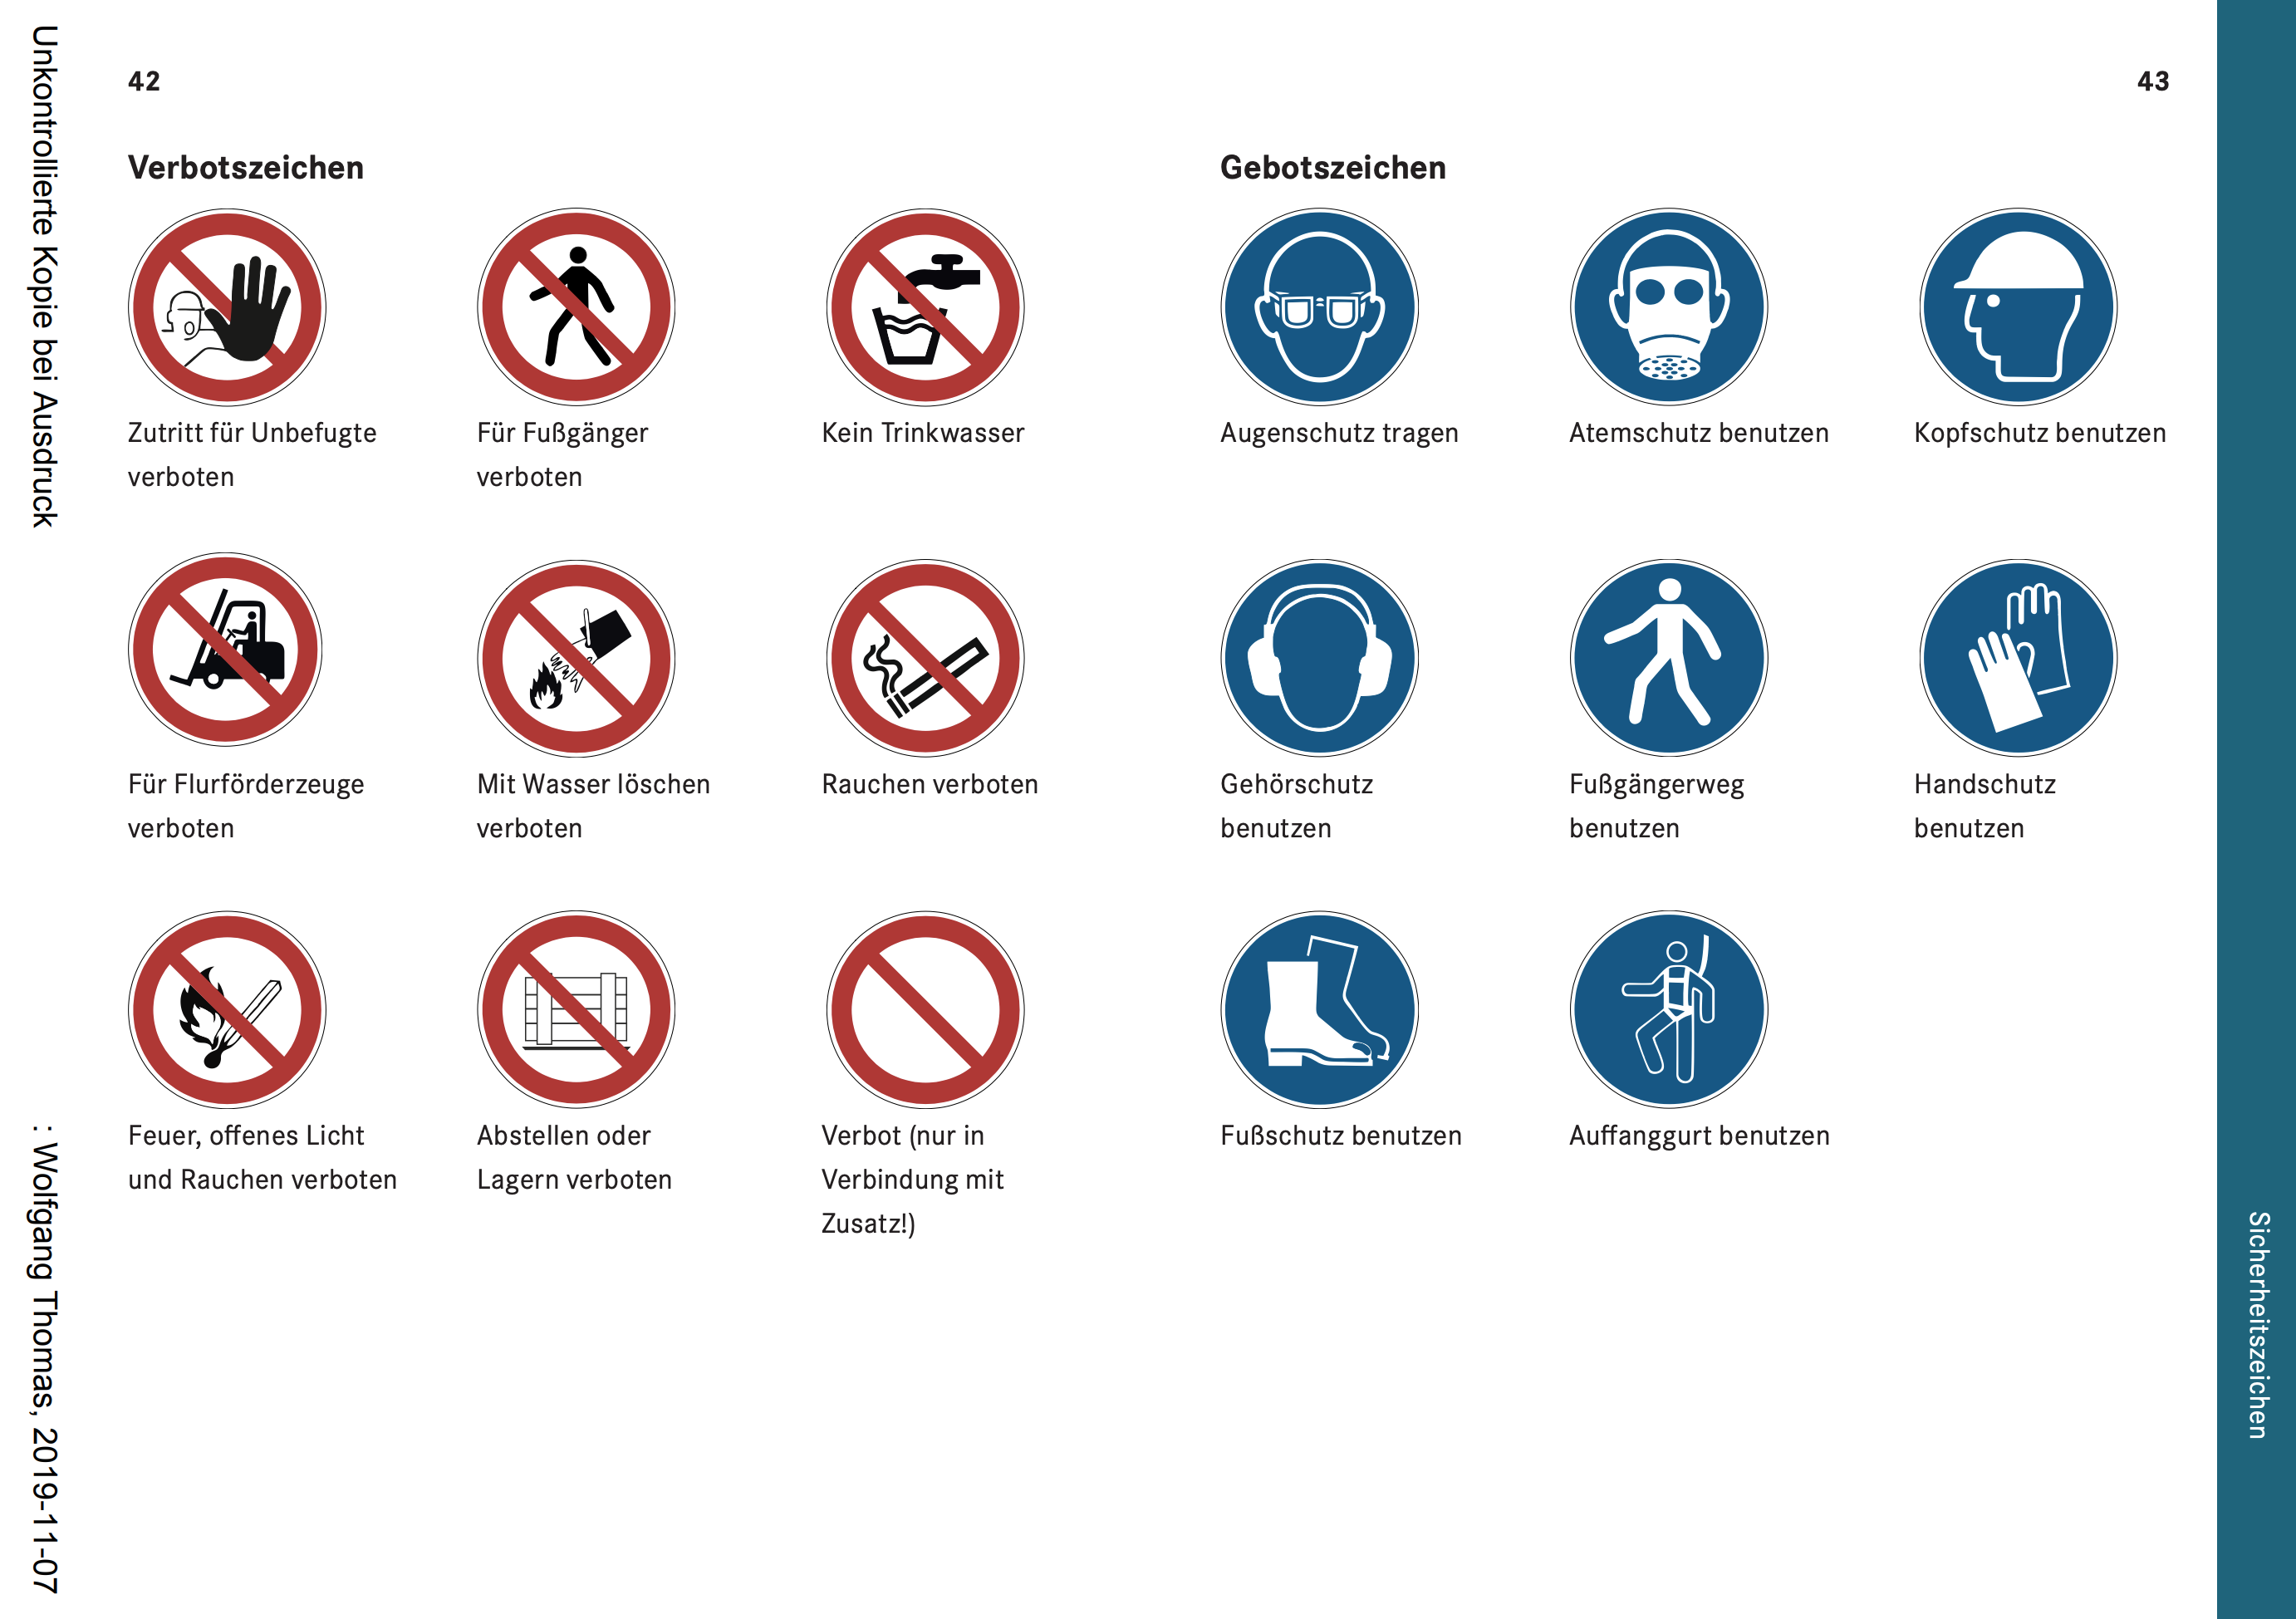 Unkontrollierte Kopie bei Ausdruck
: Wolfgang Thomas, 2019-11-07
42
Verbotszeichen
Zutritt für Unbefugte
verboten
Für Fußgänger
verboten
Kein Trinkwasser
Für Flurförderzeuge
verboten
Mit Wasser löschen
verboten
Rauchen verboten
Feuer, offenes Licht
und Rauchen verboten
Abstellen oder
Lagern verboten
Verbot (nur in
Verbindung mit
Zusatz!)
43
Gebotszeichen
Augenschutz tragen
Atemschutz benutzen
Kopfschutz benutzen
Gehörschutz
benutzen
Fußgängerweg
benutzen
Handschutz
benutzen
Fußschutz benutzen
Auffanggurt benutzen
Sicherheitszeichen